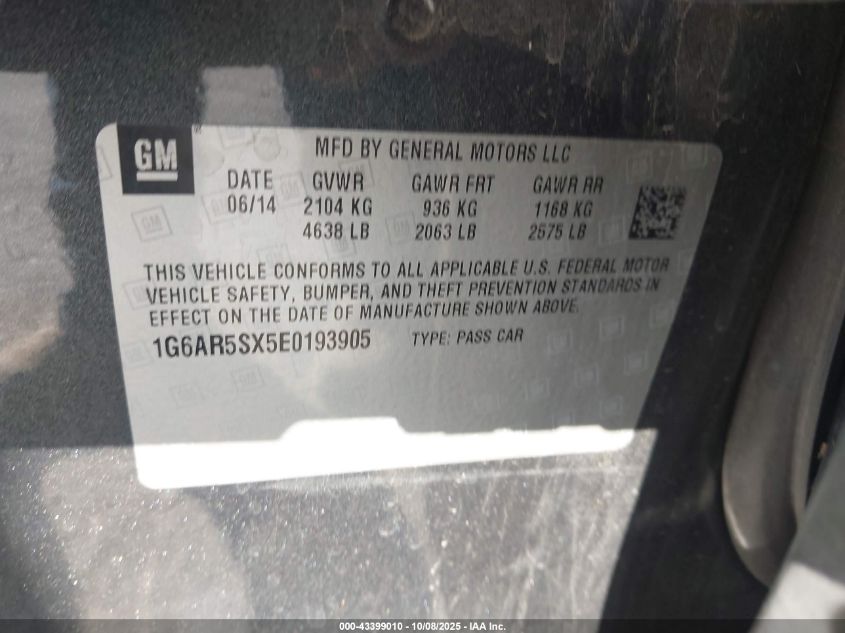 GM
™
MFD BY GENERAL MOTORS LLC
DATE GVWR GAWR FRT GAWR RR
06/14 2104 KG 936 KG 1168 KG
4638 LB 2063 LB 2575 LB
THIS VEHICLE CONFORMS TO ALL APPLICABLE U.S. FEDERAL MOTOR
VEHICLE SAFETY, BUMPER, AND THEFT PREVENTION STANDARDS IN
EFFECT ON THE DATE OF MANUFACTURE SHOWN ABOVE.
1G6AR5SX5E0193905 TYPE: PASS CAR
000-43399010 - 10/08/2025 - IAA Inc.